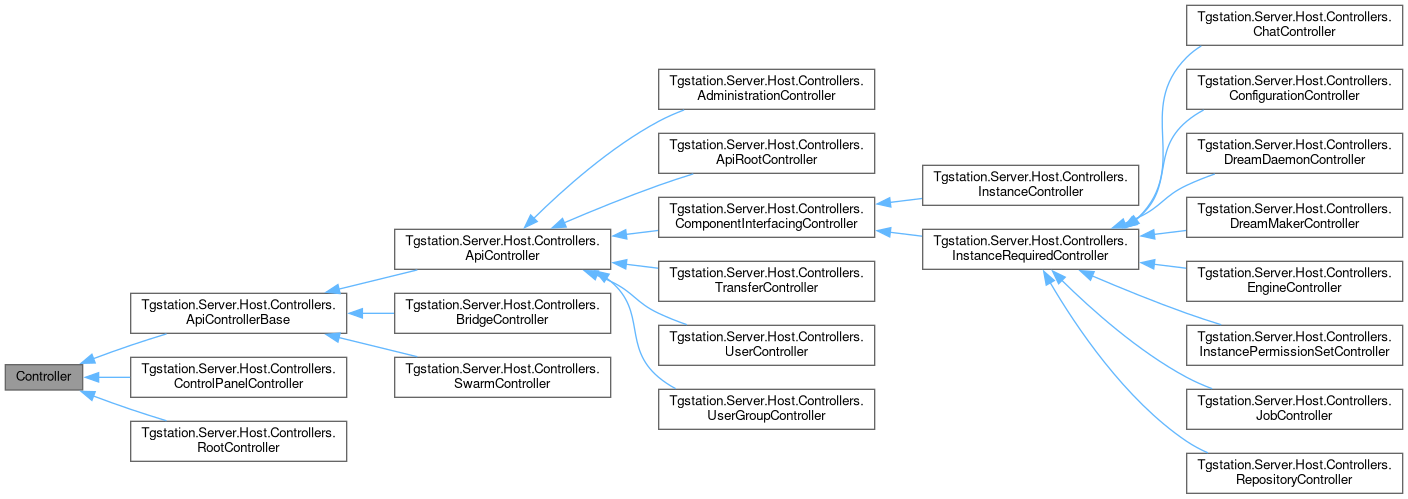 Controller
Tgstation.Server.Host.Controllers.
ApiControllerBase
Tgstation.Server.Host.Controllers.
ControlPanelController
Tgstation.Server.Host.Controllers.
RootController
Tgstation.Server.Host.Controllers.
ApiController
Tgstation.Server.Host.Controllers.
BridgeController
Tgstation.Server.Host.Controllers.
SwarmController
Tgstation.Server.Host.Controllers.
AdministrationController
Tgstation.Server.Host.Controllers.
ApiRootController
Tgstation.Server.Host.Controllers.
ComponentInterfacingController
Tgstation.Server.Host.Controllers.
TransferController
Tgstation.Server.Host.Controllers.
UserController
Tgstation.Server.Host.Controllers.
UserGroupController
Tgstation.Server.Host.Controllers.
InstanceController
Tgstation.Server.Host.Controllers.
InstanceRequiredController
Tgstation.Server.Host.Controllers.
ChatController
Tgstation.Server.Host.Controllers.
ConfigurationController
Tgstation.Server.Host.Controllers.
DreamDaemonController
Tgstation.Server.Host.Controllers.
DreamMakerController
Tgstation.Server.Host.Controllers.
EngineController
Tgstation.Server.Host.Controllers.
InstancePermissionSetController
Tgstation.Server.Host.Controllers.
JobController
Tgstation.Server.Host.Controllers.
RepositoryController